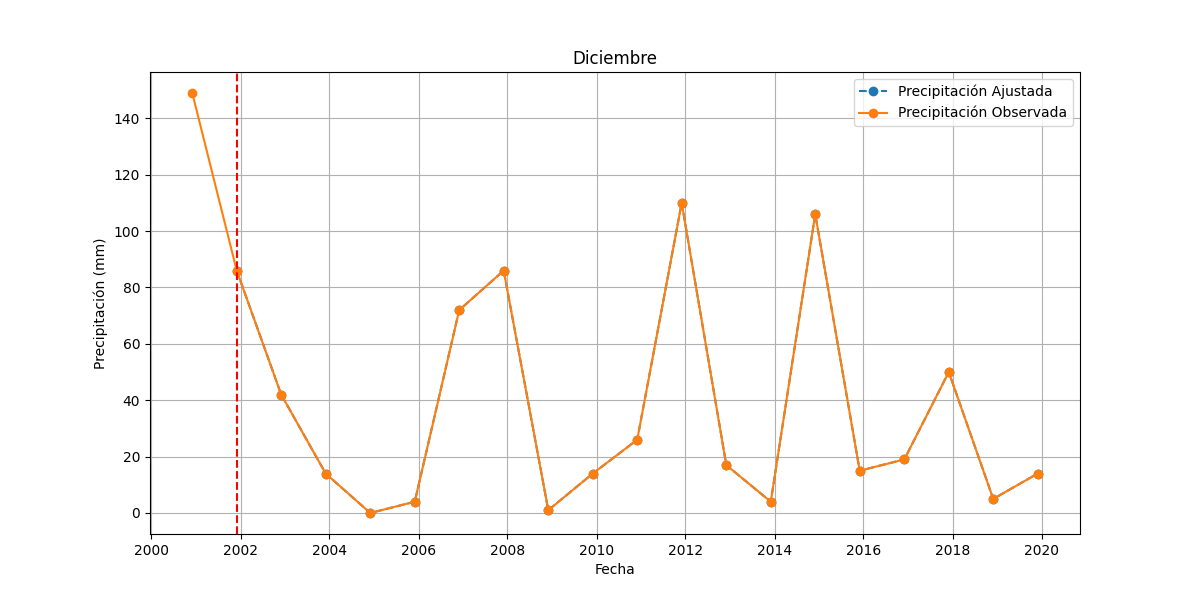 Diciembre
Precipitación Ajustada
Precipitación Observada
Precipitación (mm)
140
120
100
80
60
40
20
0
2000 2002 2004 2006 2008 2010 2012 2014 2016 2018 2020
Fecha